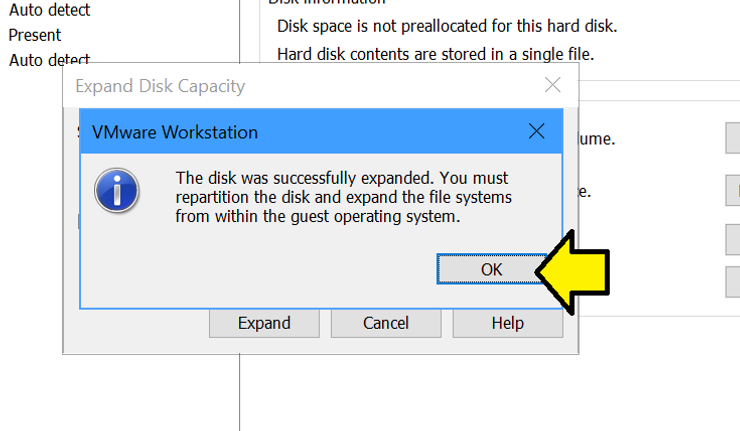 Disk information
Auto detect
Disk space is not preallocated for this hard disk.
Present
Hard disk contents are stored in a single file.
Auto detect
Expand Disk Capacity
VMware Workstation
The disk was successfully expanded. You must
repartition the disk and expand the file systems
from within the guest operating system.
OK
Expand
Cancel
Help